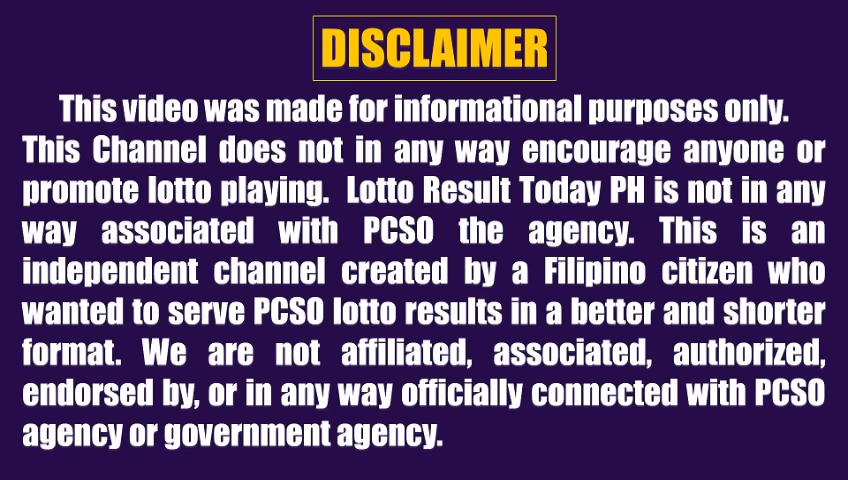 DISCLAIMER
This video was made for informational purposes only.
This Channel does not in any way encourage anyone or
promote lotto playing. Lotto Result Today PH is not in any
way associated with PCSO the agency. This is an
independent channel created by a Filipino citizen who
wanted to serve PCSO lotto results in a better and shorter
format. We are not affiliated, associated, authorized,
endorsed by, or in any way officially connected with PCSO
agency or government agency.